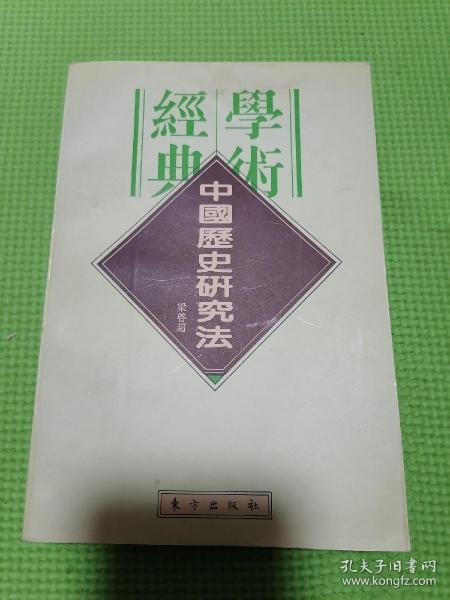 學術
經典
中國歷史研究法
梁啓超
東方出版社
孔夫子旧书网
www.kongfz.com